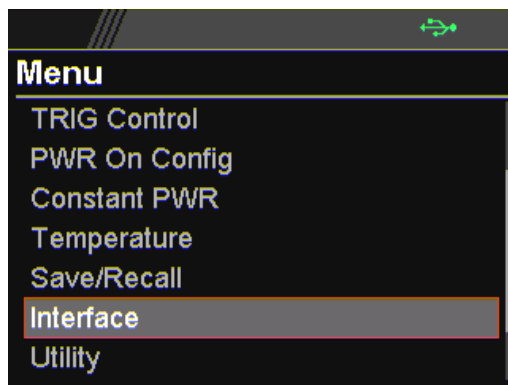 Menu
TRIG Control
PWR On Config
Constant PWR
Temperature
Save/Recall
Interface
Utility